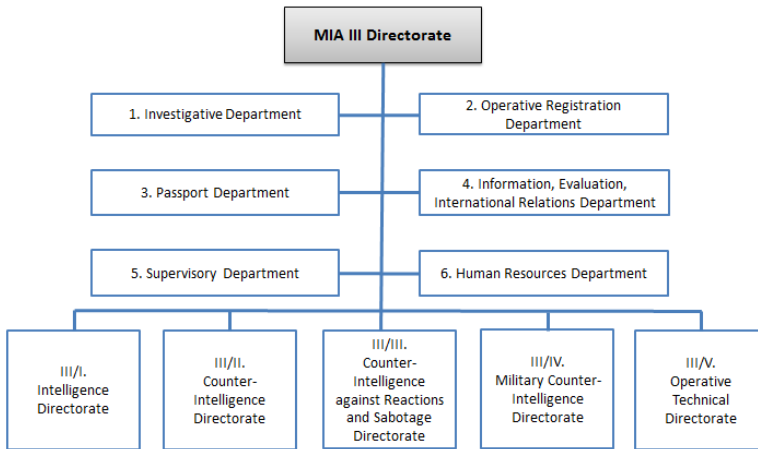 MIA III Directorate
1. Investigative Department
2. Operative Registration
Department
3. Passport Department
4. Information, Evaluation,
International Relations Department
5. Supervisory Department
6. Human Resources Department
III/I.
Intelligence
Directorate
III/II.
Counter-
Intelligence
Directorate
III/III.
Counter-
Intelligence
against Reactions
and Sabotage
Directorate
III/IV.
Military Counter-
Intelligence
Directorate
III/V.
Operative
Technical
Directorate